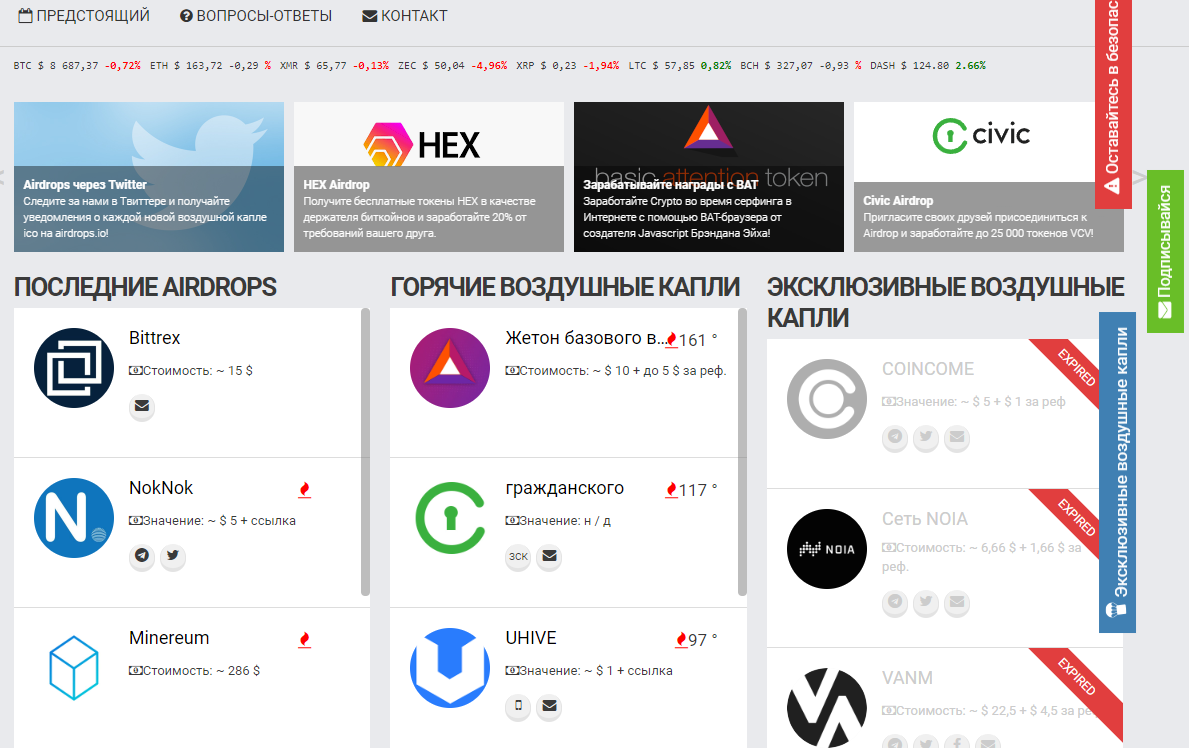 ПРЕДСТОЯЩИЙ ВОПРОСЫ-ОТВЕТЫ КОНТАКТ
BTC $ 8 687,37 -0,72% ETH $ 163,72 -0,29 % XMR $ 65,77 -0,13% ZEC $ 50,04 -4,96% XRP $ 0,23 -1,94% LTC $ 57,85 0,82% BCH $ 327,07 -0,93 % DASH $ 124.80 2.66%
Airdrops через Twitter
Следите за нами в Твиттере и получайте
уведомления о каждой новой воздушной капле
на airdrops.io!
HEX
HEX Airdrop
Получите бесплатные токены HEX в качестве
держателя биткойнов и заработайте 20% от
требований вашего друга.
basic attention token
Зарабатывайте награды с BAT
Заработайте Crypto во время серфинга в
Интернете с помощью BAT-браузера от
создателя Javascript Брэндана Эйха!
civic
Civic Airdrop
Пригласите своих друзей присоединиться к
Airdrop и заработайте до 25 000 токенов VCV!
Оставайтесь в безопас
Подписывайся
Эксклюзивные воздушные капли
ПОСЛЕДНИЕ AIRDROPS
Bittrex
Стоимость: ~ 15 $
NokNok
Значение: ~ $ 5 + ссылка
Minereum
Стоимость: ~ 286 $
ГОРЯЧИЕ ВОЗДУШНЫЕ КАПЛИ
Жетон базового в... 161 °
Стоимость: ~ $ 10 + до 5 $ за реф.
гражданского 117 °
Значение: н / д
ЗСК
UHIVE 97 °
Значение: ~ $ 1 + ссылка
ЭКСКЛЮЗИВНЫЕ ВОЗДУШНЫЕ
КАПЛИ
COINCOME
EXPIRED
Значение: ~ $ 5 + $ 1 за реф
Сеть NOIA
EXPIRED
NOIA
Стоимость: ~ 6,66 $ + 1,66 $ за
реф.
VANM
EXPIRED
Стоимость: ~ $ 22,5 + $ 4,5 за ре